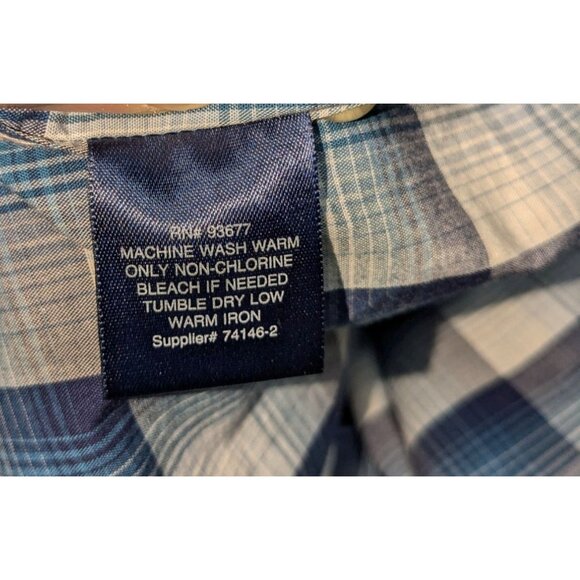 RN# 93677
MACHINE WASH WARM
ONLY NON-CHLORINE
BLEACH IF NEEDED
TUMBLE DRY LOW
WARM IRON
Supplier# 74146-2